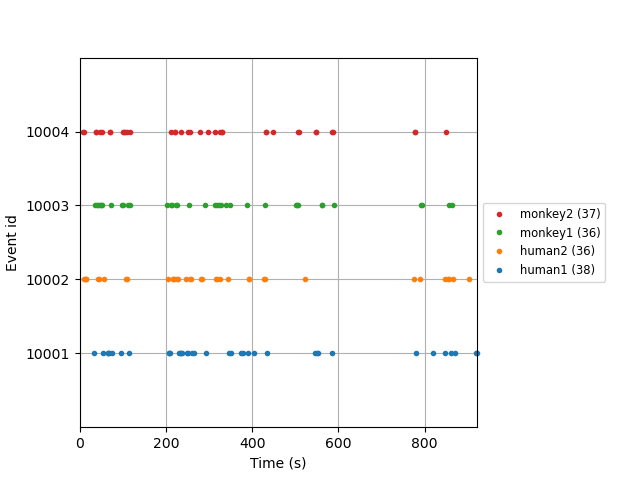 10004
10003
10002
10001
Event id
0 200 400 600 800
Time (s)
monkey2 (37)
monkey1 (36)
human2 (36)
human1 (38)